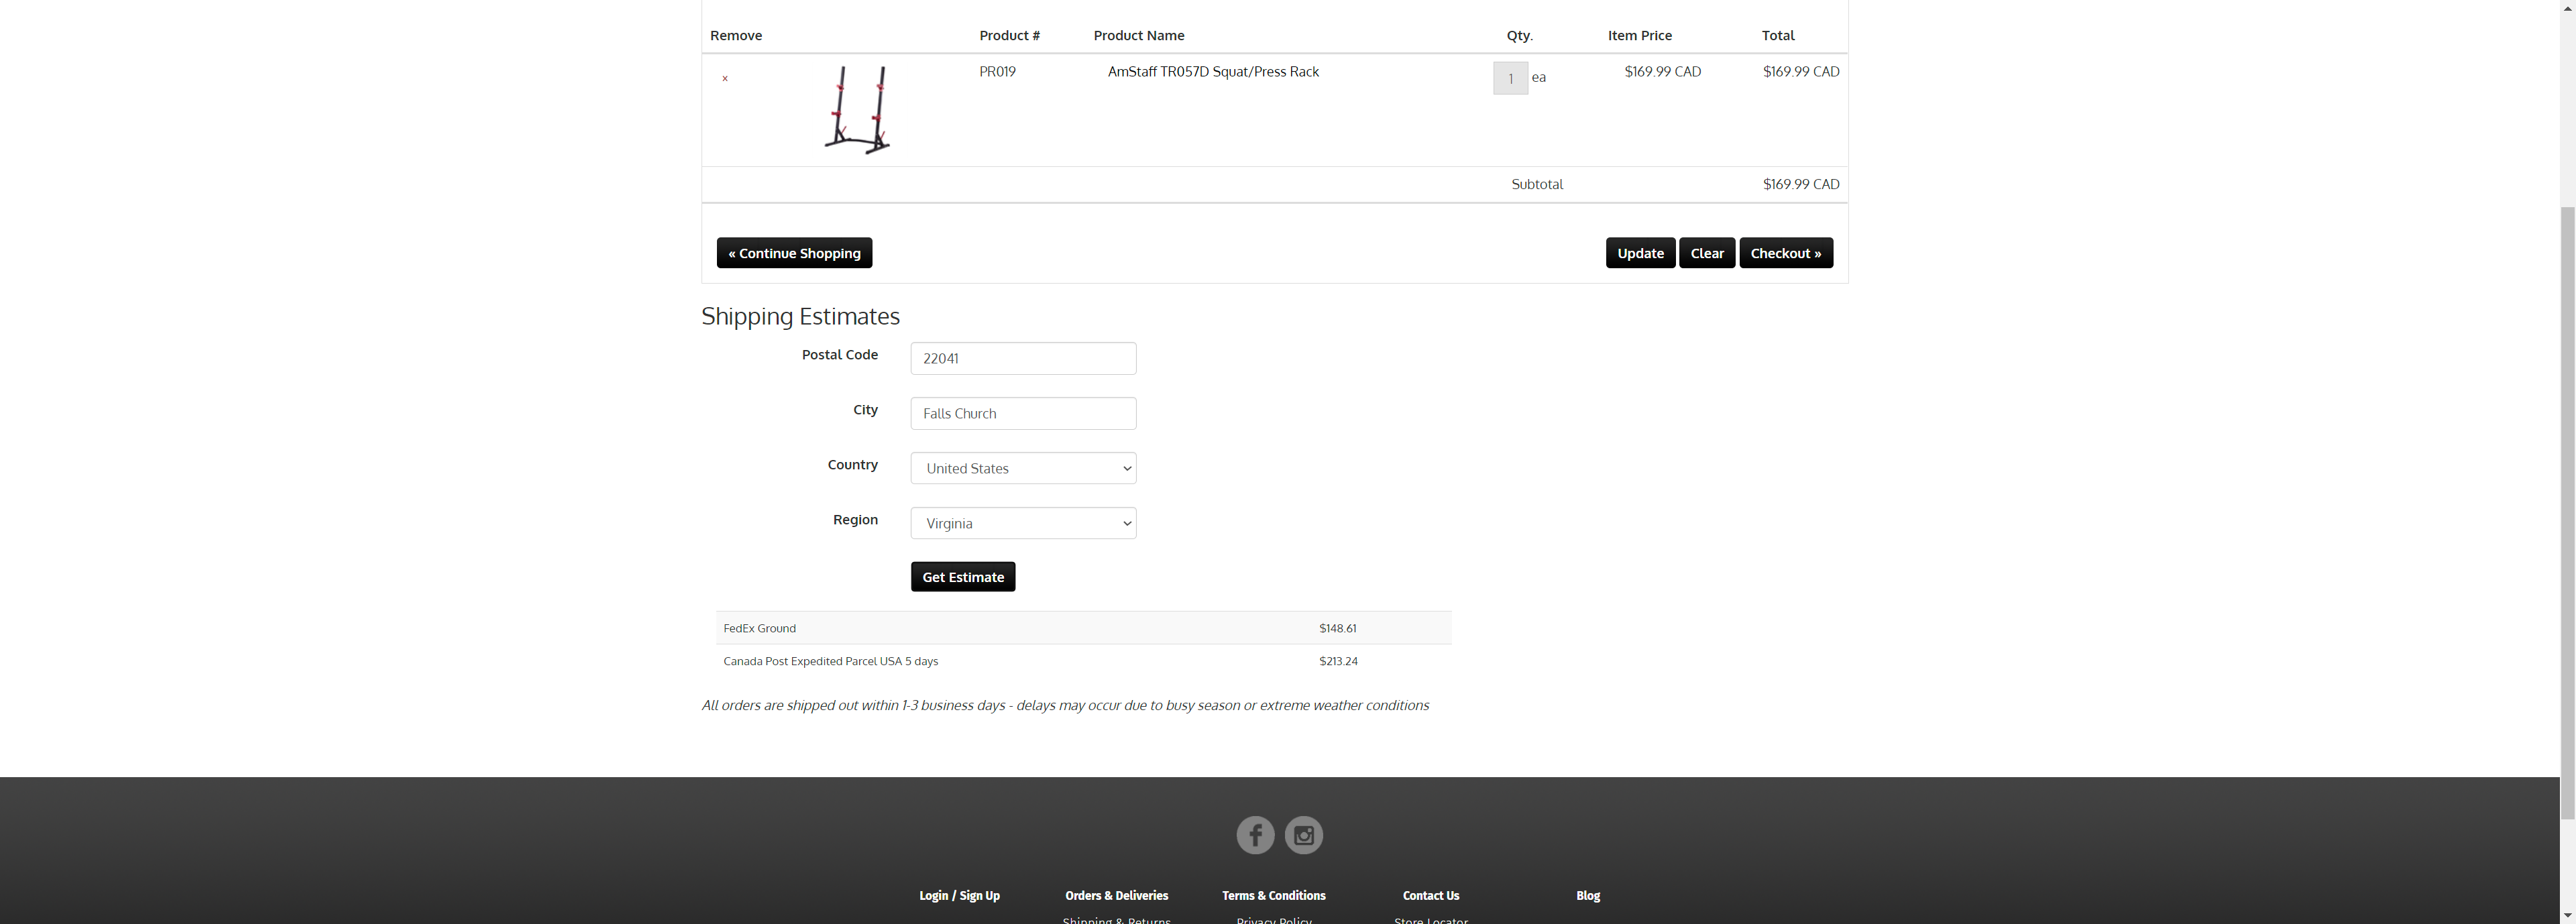 Remove Product # Product Name Qty. Item Price Total
x PR019 AmStaff TR057D Squat/Press Rack 1 ea $169.99 CAD $169.99 CAD
Subtotal $169.99 CAD
« Continue Shopping Update Clear Checkout »
Shipping Estimates
Postal Code 22041
City Falls Church
Country United States
Region Virginia
Get Estimate
FedEx Ground $148.61
Canada Post Expedited Parcel USA 5 days $213.24
All orders are shipped out within 1-3 business days - delays may occur due to busy season or extreme weather conditions
Login / Sign Up Orders & Deliveries Terms & Conditions Contact Us Blog
Shipping & Returns Privacy Policy Store Locator